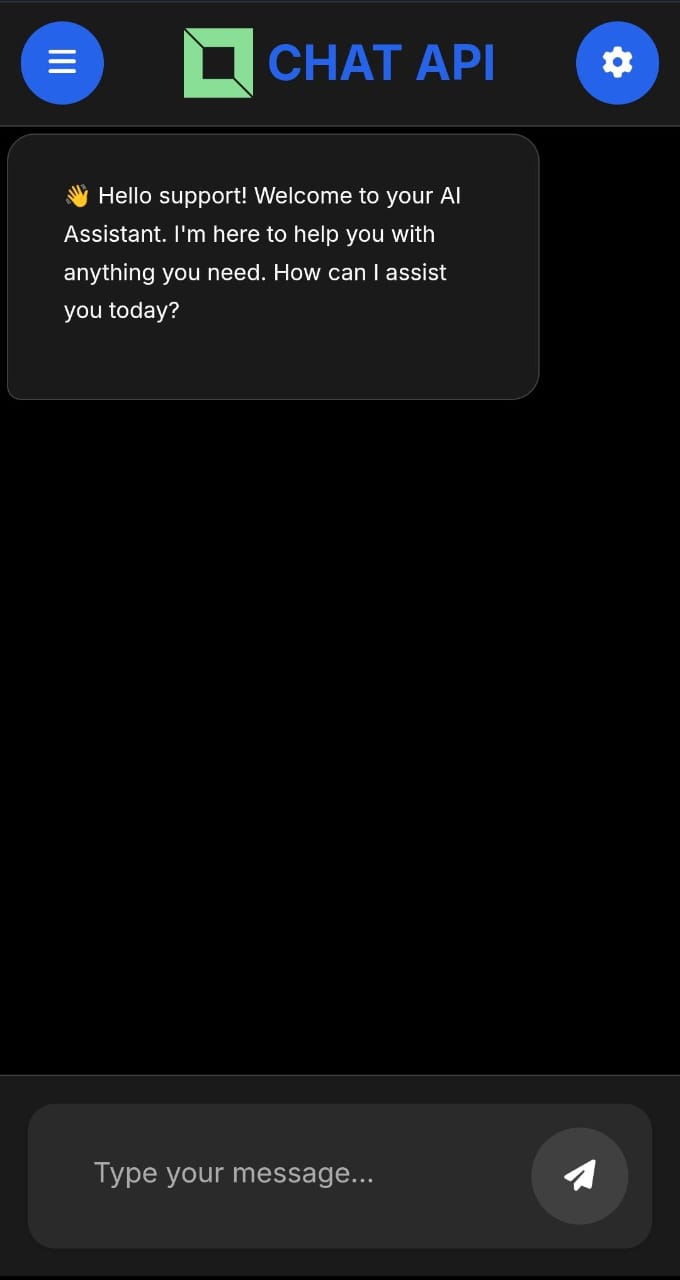 CHAT API
👋 Hello support! Welcome to your AI
Assistant. I'm here to help you with
anything you need. How can I assist
you today?
Type your message...